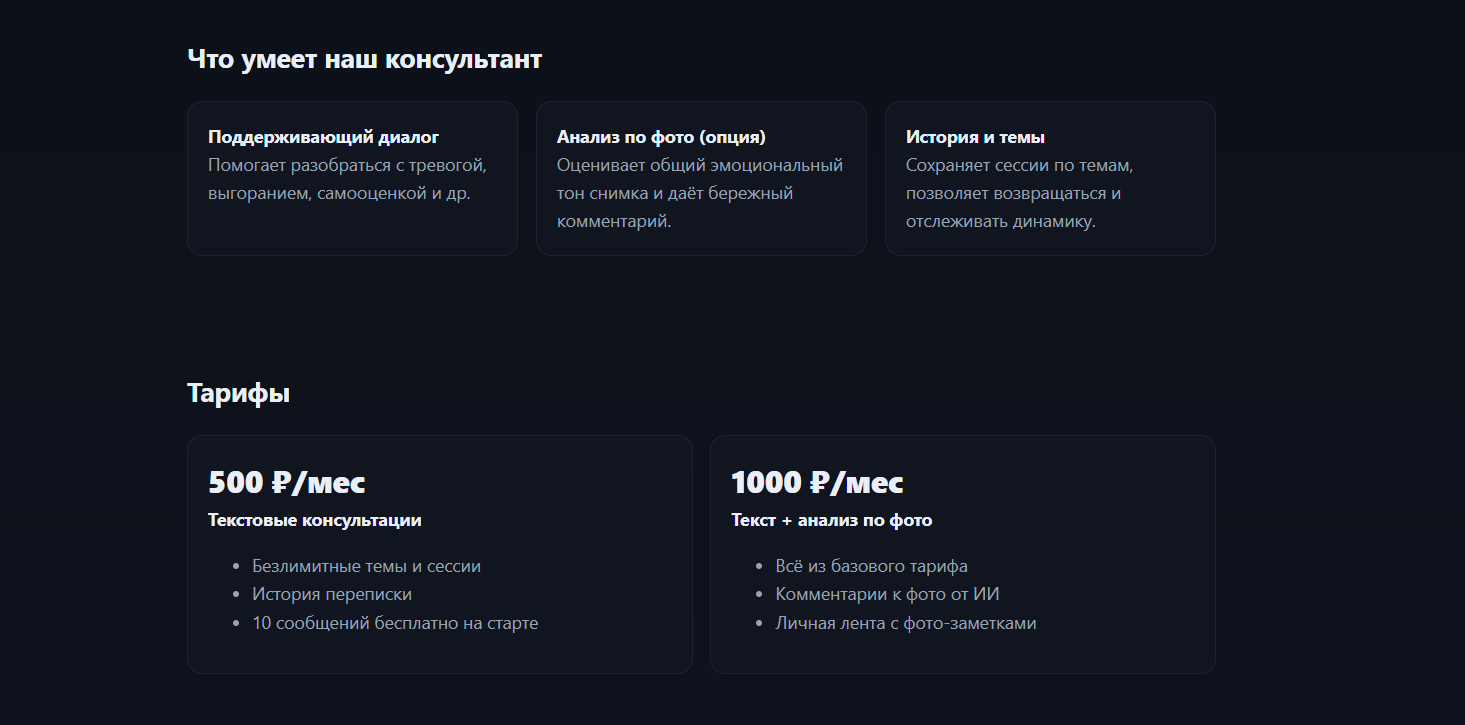 Что умеет наш консультант
Поддерживающий диалог
Помогает разобраться с тревогой,
выгоранием, самооценкой и др.
Анализ по фото (опция)
Оценивает общий эмоциональный
тон снимка и даёт бережный
комментарий.
История и темы
Сохраняет сессии по темам,
позволяет возвращаться и
отслеживать динамику.
Тарифы
500 ₽/мес
Текстовые консультации
• Безлимитные темы и сессии
• История переписки
• 10 сообщений бесплатно на старте
1000 ₽/мес
Текст + анализ по фото
• Всё из базового тарифа
• Комментарии к фото от ИИ
• Личная лента с фото-заметками